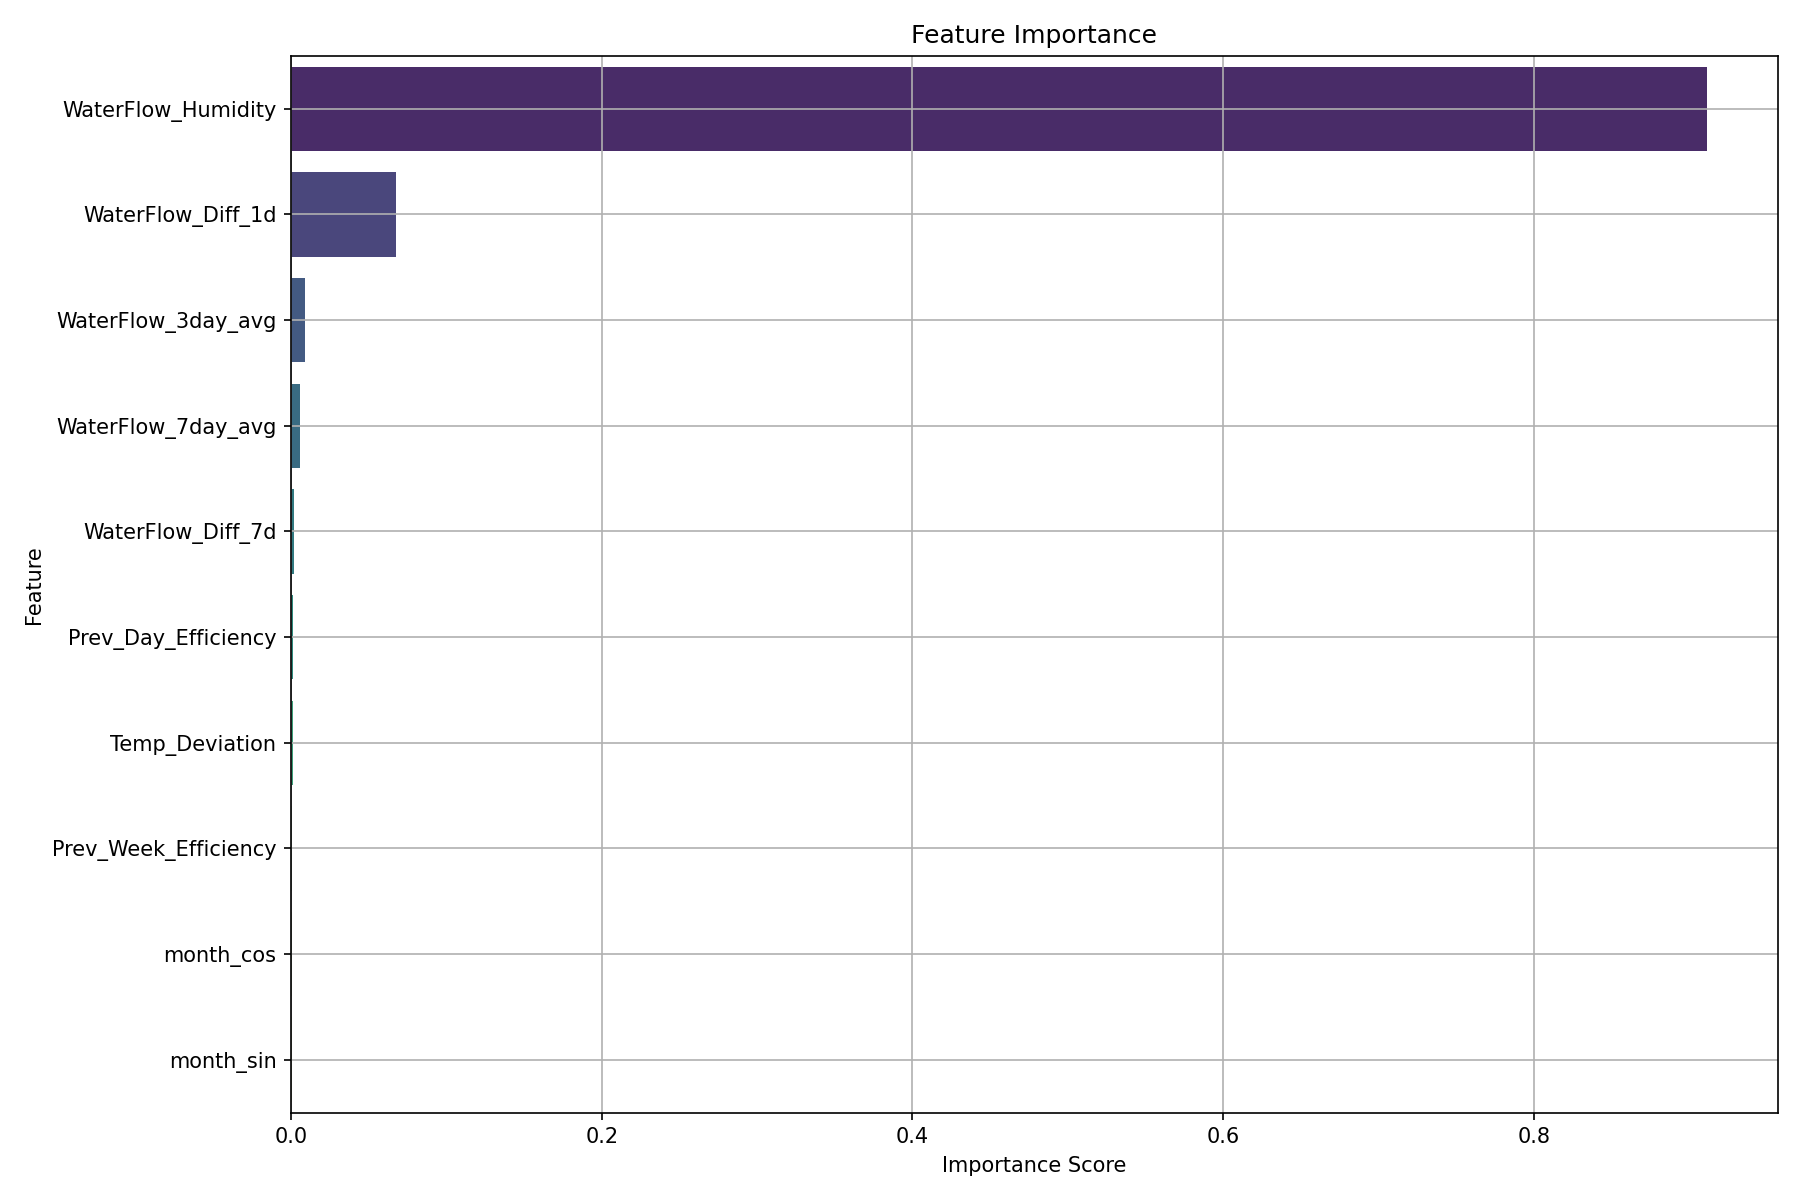 Feature Importance
WaterFlow_Humidity
WaterFlow_Diff_1d
WaterFlow_3day_avg
WaterFlow_7day_avg
WaterFlow_Diff_7d
Prev_Day_Efficiency
Temp_Deviation
Prev_Week_Efficiency
month_cos
month_sin
Feature
0.0 0.2 0.4 0.6 0.8
Importance Score